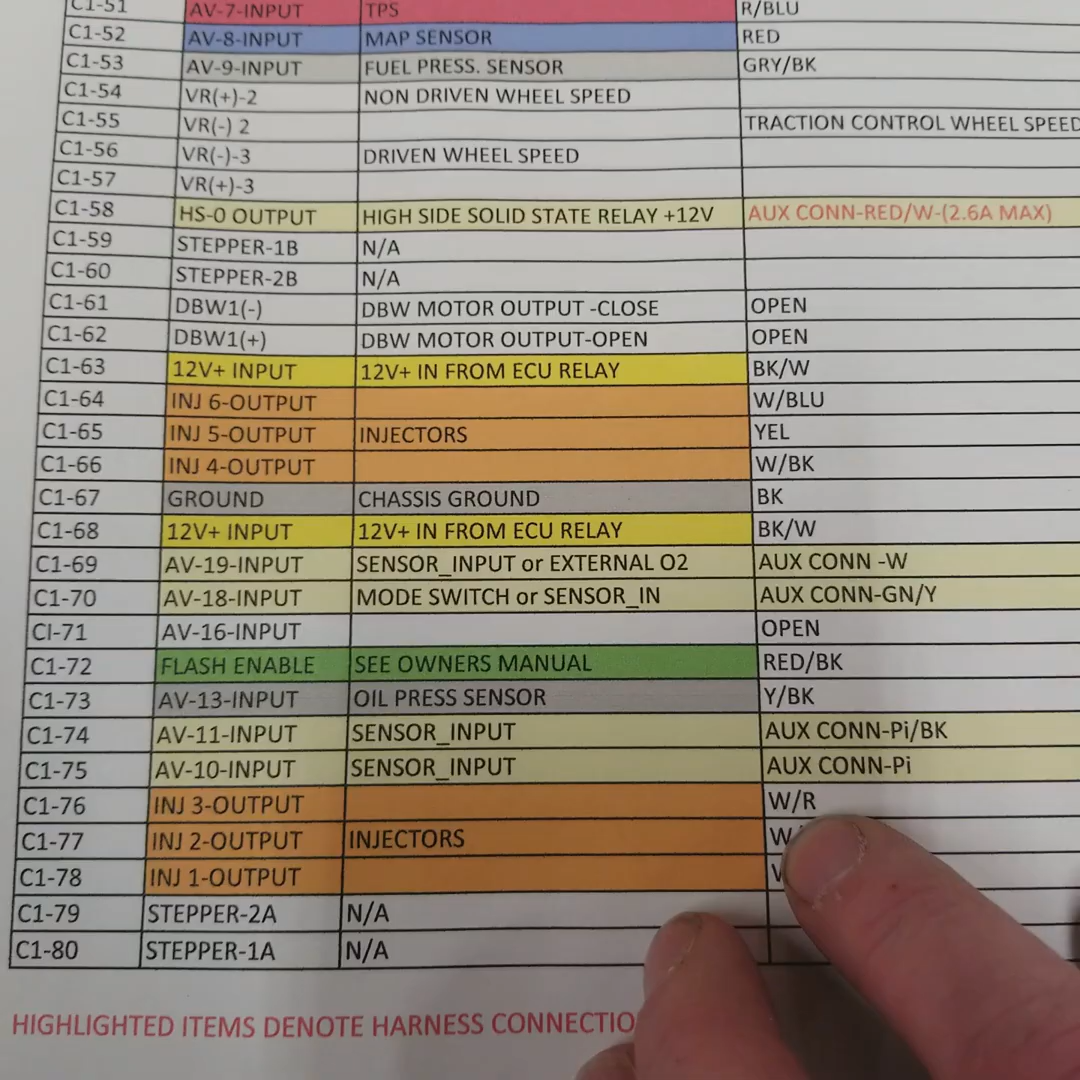 C1-51 AV-7-INPUT TPS R/BLU
C1-52 AV-8-INPUT MAP SENSOR RED
C1-53 AV-9-INPUT FUEL PRESS. SENSOR GRY/BK
C1-54 VR(+)-2 NON DRIVEN WHEEL SPEED
C1-55 VR(-) 2 TRACTION CONTROL WHEEL SPEED
C1-56 VR(-)-3 DRIVEN WHEEL SPEED
C1-57 VR(+)-3
C1-58 HS-0 OUTPUT HIGH SIDE SOLID STATE RELAY +12V AUX CONN-RED/W-(2.6A MAX)
C1-59 STEPPER-1B N/A
C1-60 STEPPER-2B N/A
C1-61 DBW1(-) DBW MOTOR OUTPUT -CLOSE OPEN
C1-62 DBW1(+) DBW MOTOR OUTPUT-OPEN OPEN
C1-63 12V+ INPUT 12V+ IN FROM ECU RELAY BK/W
C1-64 INJ 6-OUTPUT W/BLU
C1-65 INJ 5-OUTPUT INJECTORS YEL
C1-66 INJ 4-OUTPUT W/BK
C1-67 GROUND CHASSIS GROUND BK
C1-68 12V+ INPUT 12V+ IN FROM ECU RELAY BK/W
C1-69 AV-19-INPUT SENSOR_INPUT or EXTERNAL O2 AUX CONN -W
C1-70 AV-18-INPUT MODE SWITCH or SENSOR_IN AUX CONN-GN/Y
CI-71 AV-16-INPUT OPEN
C1-72 FLASH ENABLE SEE OWNERS MANUAL RED/BK
C1-73 AV-13-INPUT OIL PRESS SENSOR Y/BK
C1-74 AV-11-INPUT SENSOR_INPUT AUX CONN-Pi/BK
C1-75 AV-10-INPUT SENSOR_INPUT AUX CONN-Pi
C1-76 INJ 3-OUTPUT W/R
C1-77 INJ 2-OUTPUT INJECTORS
C1-78 INJ 1-OUTPUT
C1-79 STEPPER-2A N/A
C1-80 STEPPER-1A N/A
HIGHLIGHTED ITEMS DENOTE HARNESS